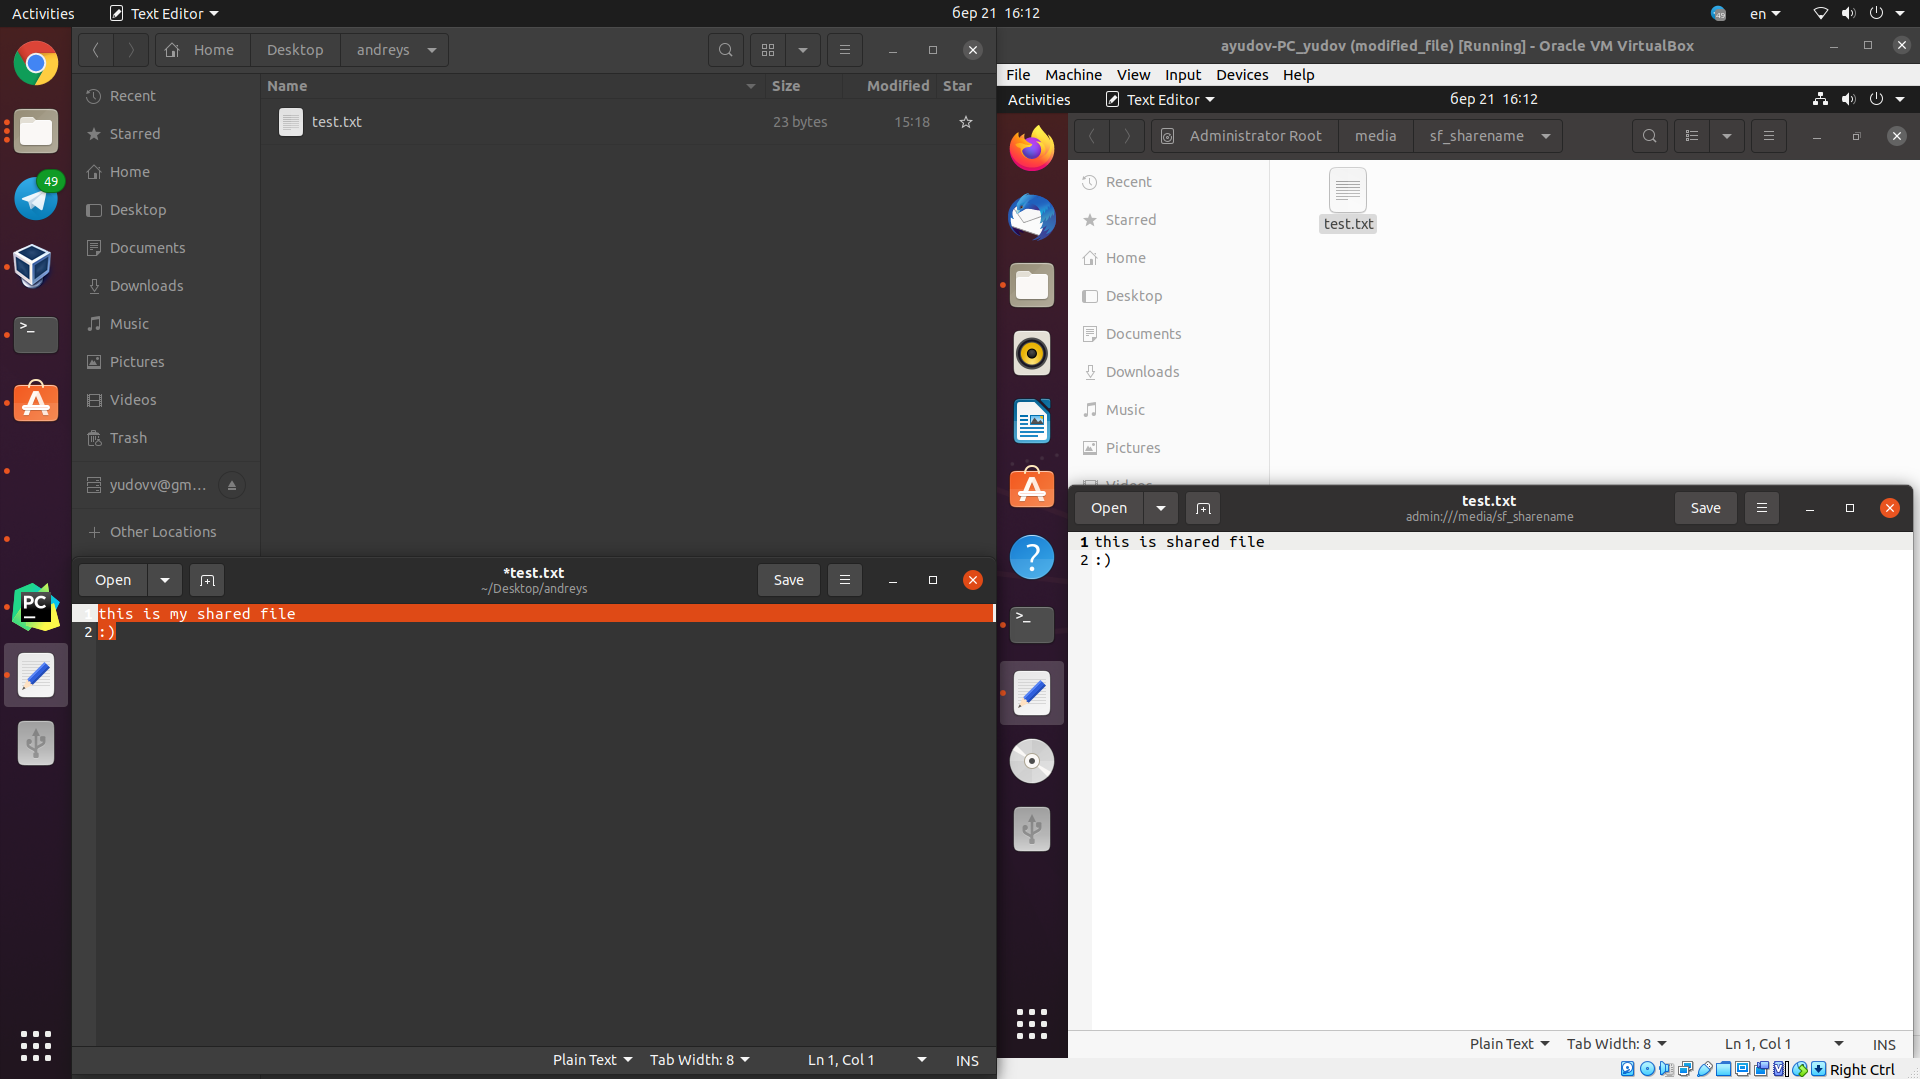 Activities
Text Editor
бер 21 16:12
49
en
Home
Desktop
andreys
Name
Size
Modified
Star
test.txt
23 bytes
15:18
Recent
Starred
Home
Desktop
Documents
Downloads
Music
Pictures
Videos
Trash
yudovv@gm...
Other Locations
49
>_
PC
Open
*test.txt
~/Desktop/andreys
Save
1 this is my shared file
2 :)
Plain Text
Tab Width: 8
Ln 1, Col 1
INS
ayudov-PC_yudov (modified_file) [Running] - Oracle VM VirtualBox
File Machine View Input Devices Help
Activities
Text Editor
бер 21 16:12
Administrator Root
media
sf_sharename
Recent
Starred
Home
Desktop
Documents
Downloads
Music
Pictures
Videos
test.txt
?
>_
Open
test.txt
admin:///media/sf_sharename
Save
1 this is shared file
2 :)
Plain Text
Tab Width: 8
Ln 1, Col 1
INS
Right Ctrl